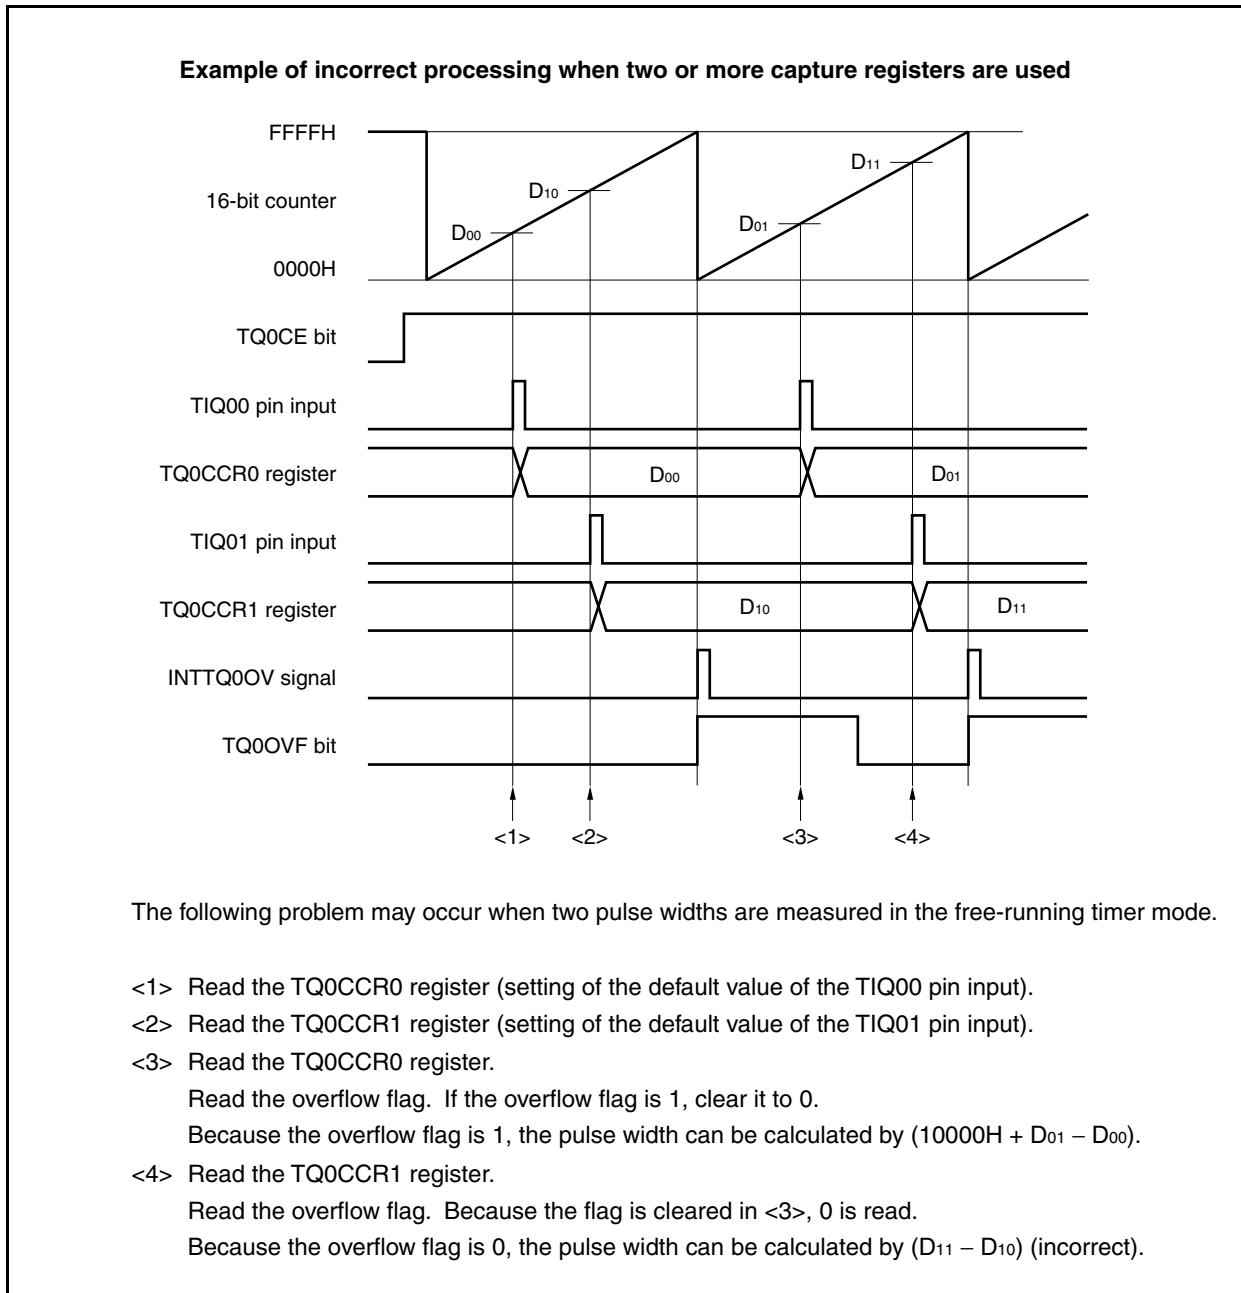 Example of incorrect processing when two or more capture registers are used
FFFFH
D11
D10
16-bit counter
D01
D00
0000H
TQ0CE bit
TIQ00 pin input
TQ0CCR0 register D00 D01
TIQ01 pin input
TQ0CCR1 register D10 D11
INTTQ0OV signal
TQ0OVF bit
<1> <2> <3> <4>
The following problem may occur when two pulse widths are measured in the free-running timer mode.
<1> Read the TQ0CCR0 register (setting of the default value of the TIQ00 pin input).
<2> Read the TQ0CCR1 register (setting of the default value of the TIQ01 pin input).
<3> Read the TQ0CCR0 register.
Read the overflow flag. If the overflow flag is 1, clear it to 0.
Because the overflow flag is 1, the pulse width can be calculated by (10000H + D01 − D00).
<4> Read the TQ0CCR1 register.
Read the overflow flag. Because the flag is cleared in <3>, 0 is read.
Because the overflow flag is 0, the pulse width can be calculated by (D11 − D10) (incorrect).